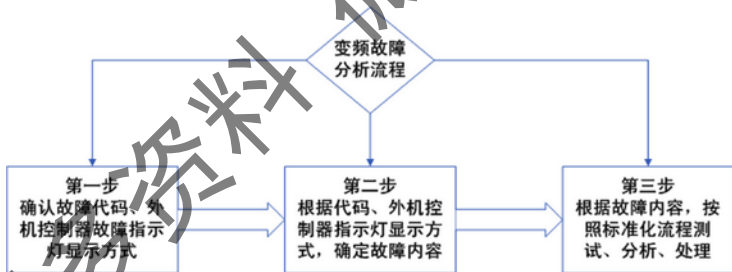 变频故障
分析流程
第一步
确认故障代码、外
机控制器故障指示
灯显示方式
第二步
根据代码、外机控
制器指示灯显示方
式，确定故障内容
第三步
根据故障内容，按
照标准化流程测
试、分析、处理
多资料